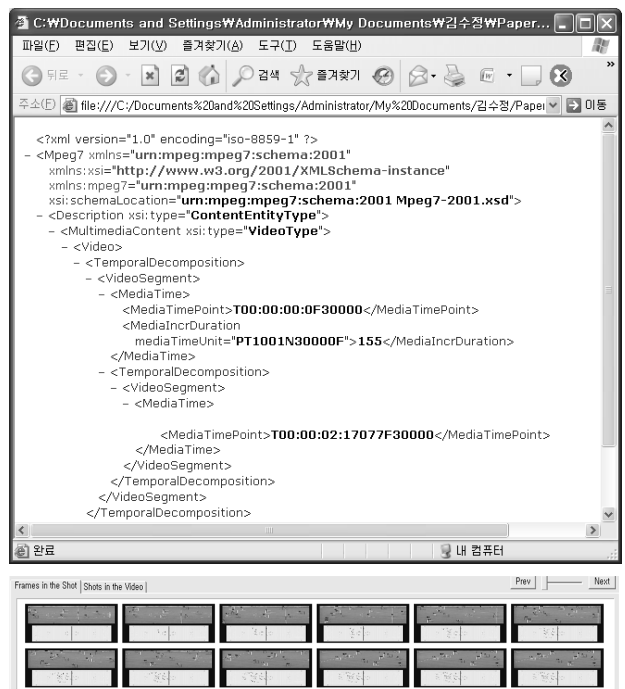 C:₩Documents and Settings₩Administrator₩My Documents₩김수정₩Paper...
파일(F) 편집(E) 보기(V) 즐겨찾기(A) 도구(T) 도움말(H)
뒤로 검색 즐겨찾기 »
주소(D) file:///C:/Documents%20and%20Settings/Administrator/My%20Documents/김수정/Paper 이동
<?xml version="1.0" encoding="iso-8859-1" ?>
– <Mpeg7 xmlns="urn:mpeg:mpeg7:schema:2001"
xmlns:xsi="http://www.w3.org/2001/XMLSchema-instance"
xmlns:mpeg7="urn:mpeg:mpeg7:schema:2001"
xsi:schemaLocation="urn:mpeg:mpeg7:schema:2001 Mpeg7-2001.xsd">
– <Description xsi:type="ContentEntityType">
– <MultimediaContent xsi:type="VideoType">
– <Video>
– <TemporalDecomposition>
– <VideoSegment>
– <MediaTime>
<MediaTimePoint>T00:00:00:0F30000</MediaTimePoint>
<MediaIncrDuration
mediaTimeUnit="PT1001N30000F">155</MediaIncrDuration>
</MediaTime>
– <TemporalDecomposition>
– <VideoSegment>
– <MediaTime>
<MediaTimePoint>T00:00:02:17077F30000</MediaTimePoint>
</MediaTime>
</VideoSegment>
</TemporalDecomposition>
</VideoSegment>
</TemporalDecomposition>
완료 내 컴퓨터
Frames in the Shot Shots in the Video Prev Next